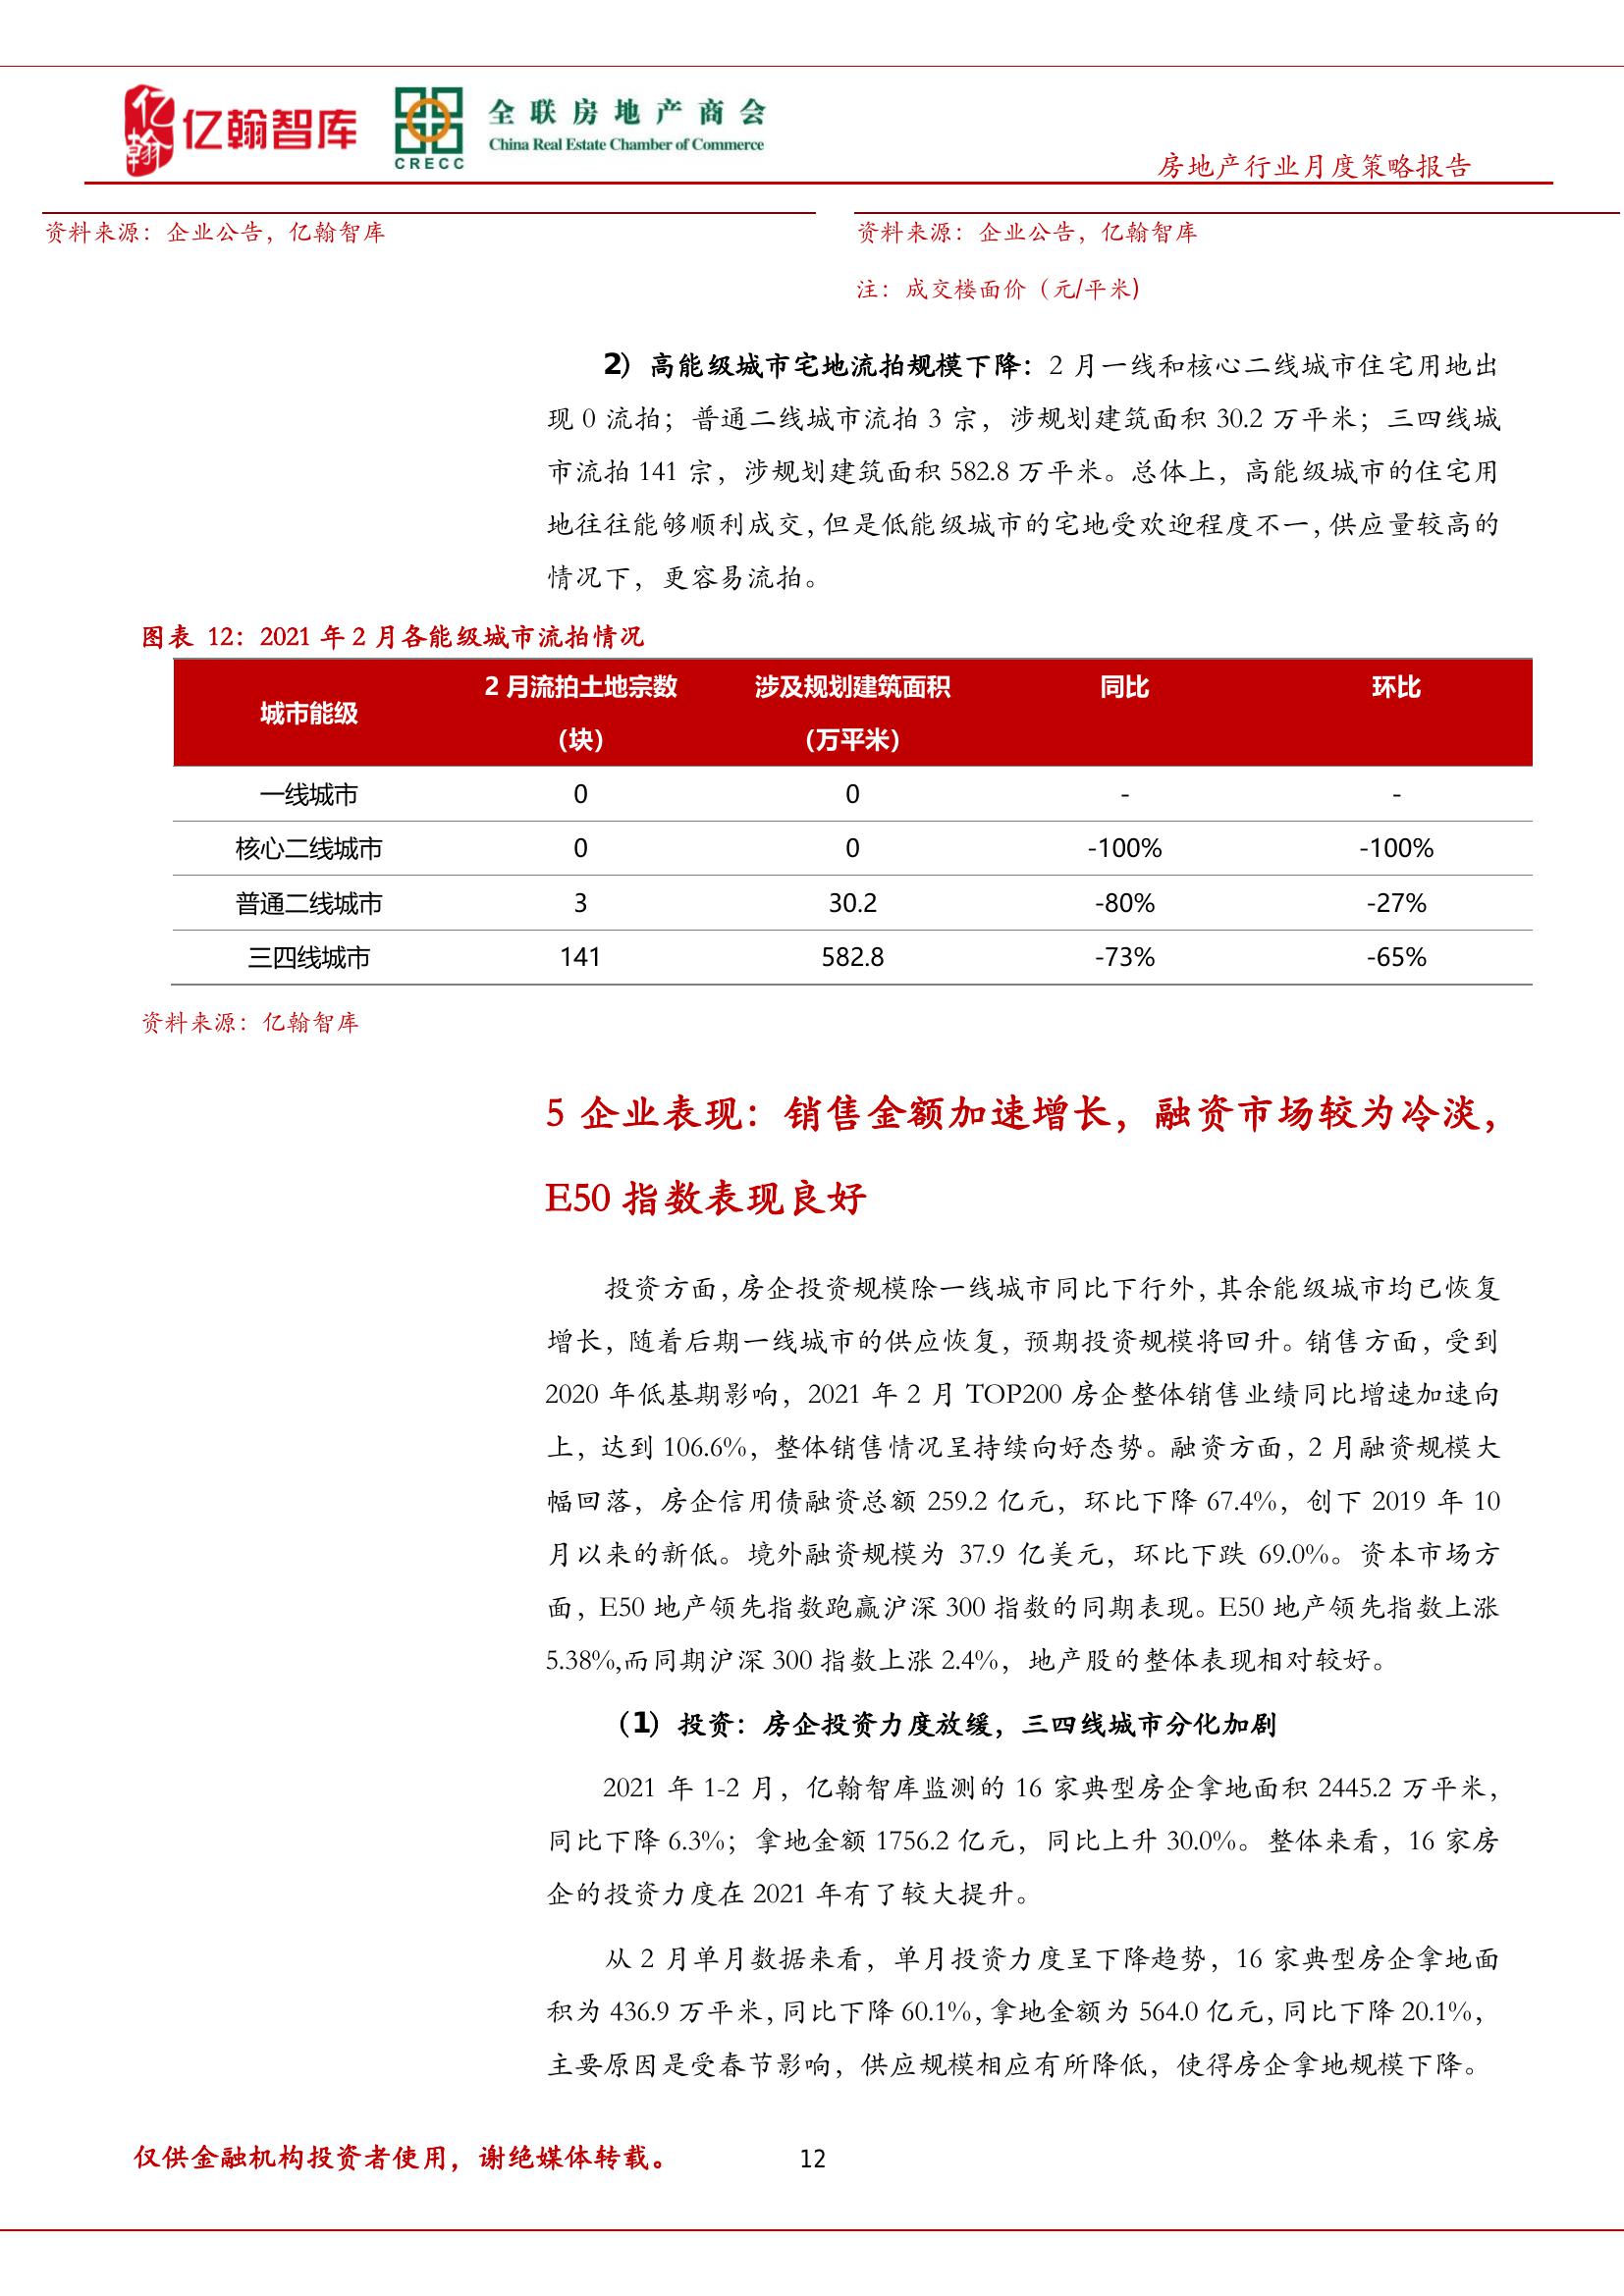 亿翰 亿翰智库 CRECC 全联房地产商会
China Real Estate Chamber of Commerce
房地产行业月度策略报告
资料来源：企业公告，亿翰智库
资料来源：企业公告，亿翰智库
注：成交楼面价（元/平米）
2）高能级城市宅地流拍规模下降：2 月一线和核心二线城市住宅用地出
现 0 流拍；普通二线城市流拍 3 宗，涉规划建筑面积 30.2 万平米；三四线城
市流拍 141 宗，涉规划建筑面积 582.8 万平米。总体上，高能级城市的住宅用
地往往能够顺利成交，但是低能级城市的宅地受欢迎程度不一，供应量较高的
情况下，更容易流拍。
图表 12：2021 年 2 月各能级城市流拍情况
城市能级 2 月流拍土地宗数（块） 涉及规划建筑面积（万平米） 同比 环比
一线城市 0 0 - -
核心二线城市 0 0 -100% -100%
普通二线城市 3 30.2 -80% -27%
三四线城市 141 582.8 -73% -65%
资料来源：亿翰智库
5 企业表现：销售金额加速增长，融资市场较为冷淡，
E50 指数表现良好
投资方面，房企投资规模除一线城市同比下行外，其余能级城市均已恢复
增长，随着后期一线城市的供应恢复，预期投资规模将回升。销售方面，受到
2020 年低基期影响，2021 年 2 月 TOP200 房企整体销售业绩同比增速加速向
上，达到 106.6%，整体销售情况呈持续向好态势。融资方面，2 月融资规模大
幅回落，房企信用债融资总额 259.2 亿元，环比下降 67.4%，创下 2019 年 10
月以来的新低。境外融资规模为 37.9 亿美元，环比下跌 69.0%。资本市场方
面，E50 地产领先指数跑赢沪深 300 指数的同期表现。E50 地产领先指数上涨
5.38%,而同期沪深 300 指数上涨 2.4%，地产股的整体表现相对较好。
（1）投资：房企投资力度放缓，三四线城市分化加剧
2021 年 1-2 月，亿翰智库监测的 16 家典型房企拿地面积 2445.2 万平米，
同比下降 6.3%；拿地金额 1756.2 亿元，同比上升 30.0%。整体来看，16 家房
企的投资力度在 2021 年有了较大提升。
从 2 月单月数据来看，单月投资力度呈下降趋势，16 家典型房企拿地面
积为 436.9 万平米，同比下降 60.1%，拿地金额为 564.0 亿元，同比下降 20.1%，
主要原因是受春节影响，供应规模相应有所降低，使得房企拿地规模下降。
仅供金融机构投资者使用，谢绝媒体转载。 12